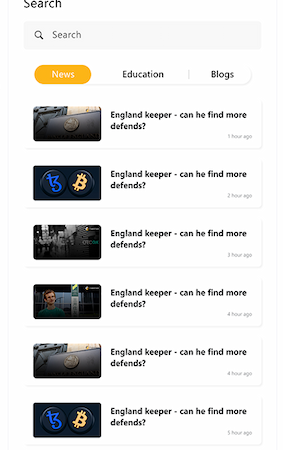 Search
Search
News
Education
Blogs
England keeper - can he find more
defends?
1 hour ago
England keeper - can he find more
defends?
2 hour ago
England keeper - can he find more
defends?
3 hour ago
England keeper - can he find more
defends?
4 hour ago
England keeper - can he find more
defends?
4 hour ago
England keeper - can he find more
defends?
5 hour ago